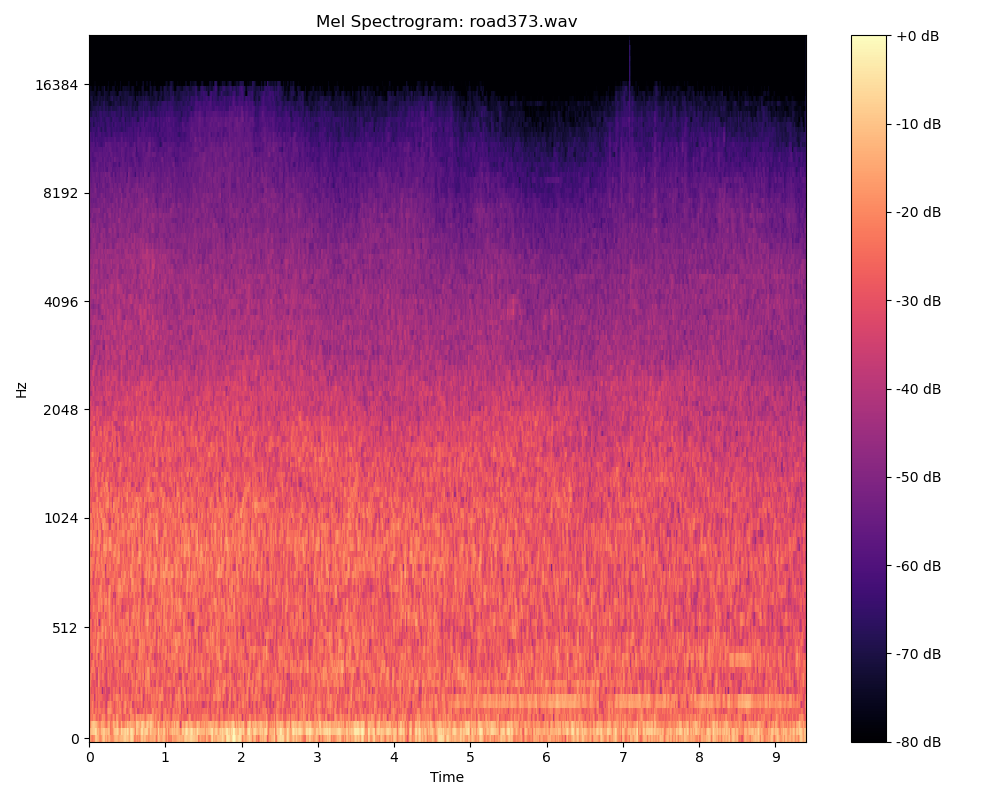 Mel Spectrogram: road373.wav
Hz
16384
8192
4096
2048
1024
512
0
0 1 2 3 4 5 6 7 8 9
Time
+0 dB
-10 dB
-20 dB
-30 dB
-40 dB
-50 dB
-60 dB
-70 dB
-80 dB